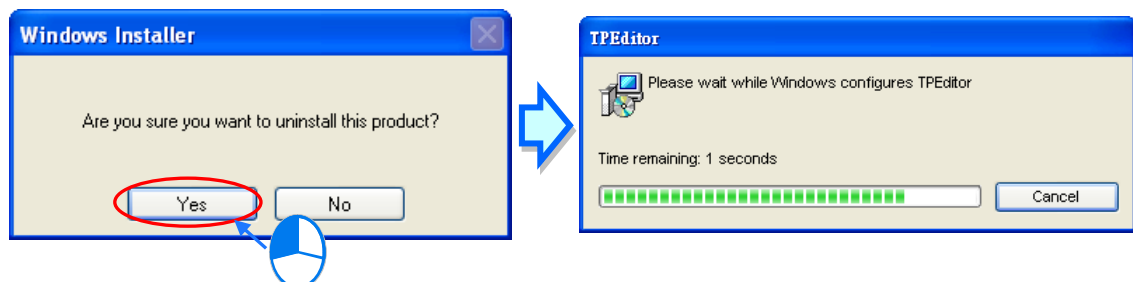 Windows Installer
Are you sure you want to uninstall this product?
Yes
No
TPEditor
Please wait while Windows configures TPEditor
Time remaining: 1 seconds
Cancel